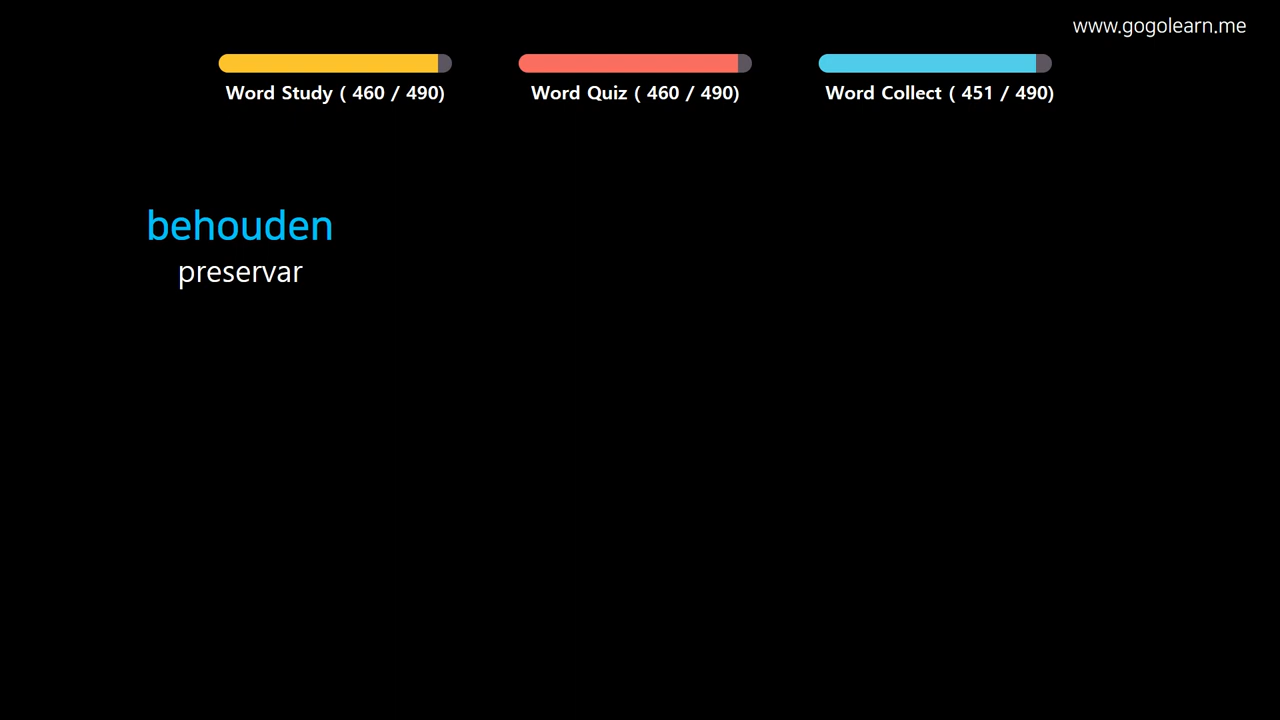 www.gogolearn.me
Word Study ( 460 / 490)
Word Quiz ( 460 / 490)
Word Collect ( 451 / 490)
behouden
preservar